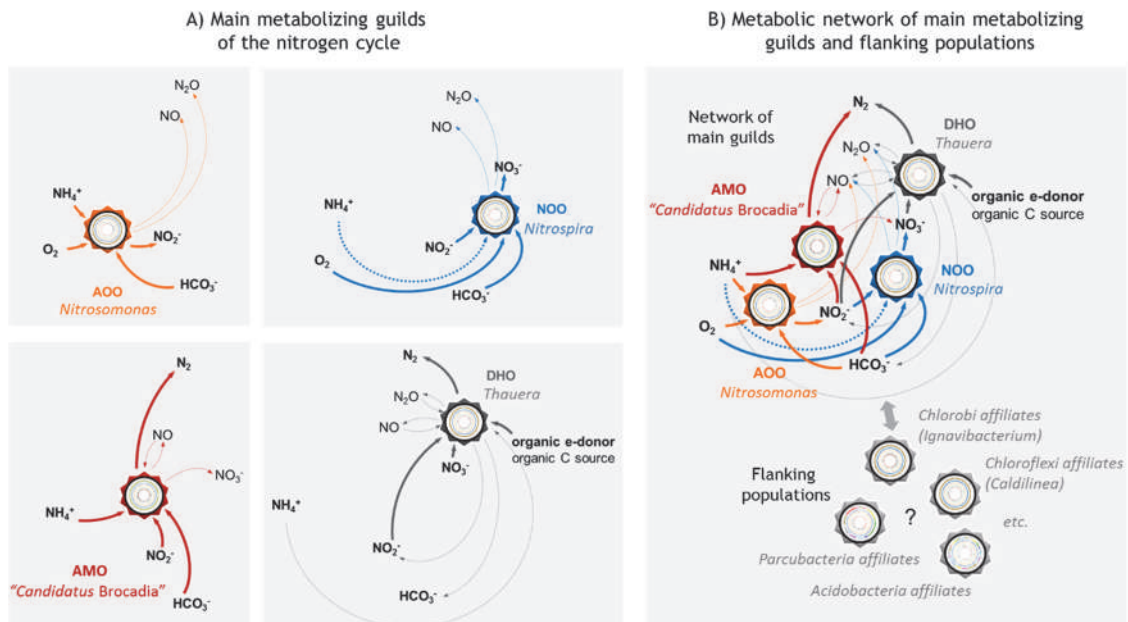 A) Main metabolizing guilds
of the nitrogen cycle
N₂O
NO
NH₄⁺
O₂
NO₂⁻
HCO₃⁻
AOO
Nitrosomonas
N₂O
NO
NO₃⁻
NH₄⁺
NOO
Nitrospira
NO₂⁻
O₂
HCO₃⁻
N₂
NO
NO₃⁻
NH₄⁺
NO₂⁻
AMO
"Candidatus Brocadia"
HCO₃⁻
N₂
DHO
Thauera
N₂O
NO
organic e-donor
organic C source
NO₃⁻
NH₄⁺
NO₂⁻
HCO₃⁻
B) Metabolic network of main metabolizing
guilds and flanking populations
N₂
Network of
main guilds
DHO
Thauera
N₂O
NO
AMO
"Candidatus Brocadia"
organic e-donor
organic C source
NO₃⁻
NH₄⁺
NOO
Nitrospira
O₂
NO₂⁻
HCO₃⁻
AOO
Nitrosomonas
Chlorobi affiliates
(Ignavibacterium)
Chloroflexi affiliates
(Caldilinea)
Flanking
populations
?
etc.
Parcubacteria affiliates
Acidobacteria affiliates